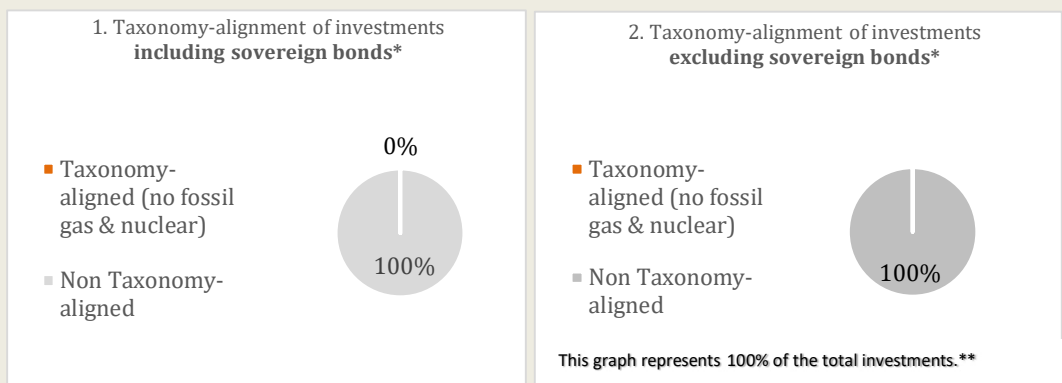 1. Taxonomy-alignment of investments
including sovereign bonds*
0%
Taxonomy-
aligned (no fossil
gas & nuclear)
100%
Non Taxonomy-
aligned
2. Taxonomy-alignment of investments
excluding sovereign bonds*
Taxonomy-
aligned (no fossil
gas & nuclear)
100%
Non Taxonomy-
aligned
This graph represents 100% of the total investments.**